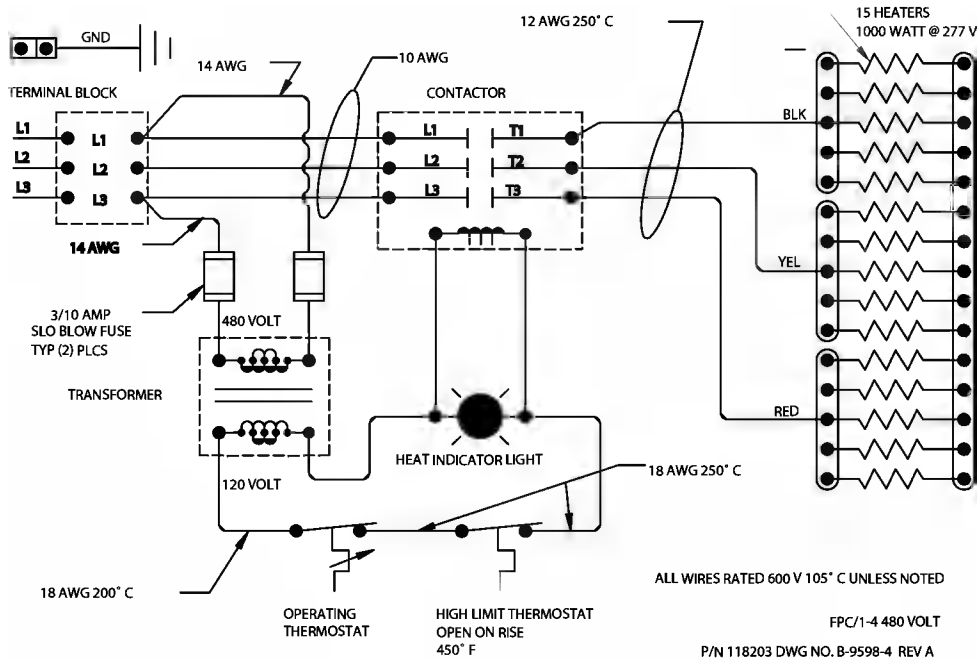 15 HEATERS
1000 WATT @ 277 V
12 AWG 250° C
GND
14 AWG
10 AWG
TERMINAL BLOCK
CONTACTOR
L1
L1
L1
T1
BLK
L2
L2
L2
T2
L3
L3
L3
T3
14 AWG
YEL
3/10 AMP
SLO BLOW FUSE
TYP (2) PLCS
480 VOLT
TRANSFORMER
RED
HEAT INDICATOR LIGHT
120 VOLT
18 AWG 250° C
18 AWG 200° C
ALL WIRES RATED 600 V 105° C UNLESS NOTED
OPERATING
THERMOSTAT
HIGH LIMIT THERMOSTAT
OPEN ON RISE
450° F
FPC/1-4 480 VOLT
P/N 118203 DWG NO. B-9598-4 REV A